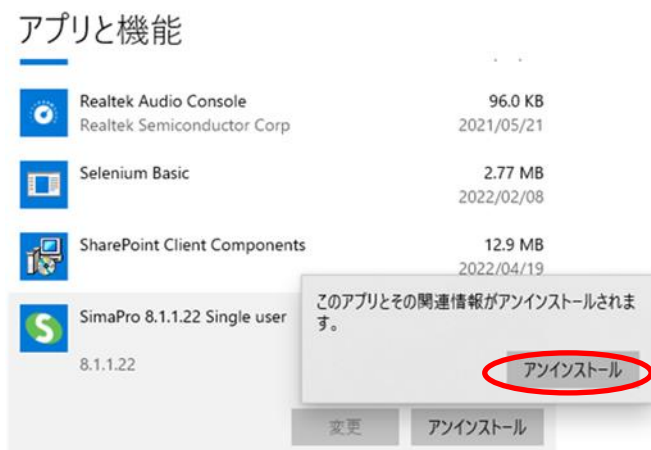 アプリと機能
Realtek Audio Console 96.0 KB
Realtek Semiconductor Corp 2021/05/21
Selenium Basic 2.77 MB
2022/02/08
SharePoint Client Components 12.9 MB
2022/04/19
SimaPro 8.1.1.22 Single user
8.1.1.22
このアプリとその関連情報がアンインストールされま
す。
アンインストール
変更 アンインストール